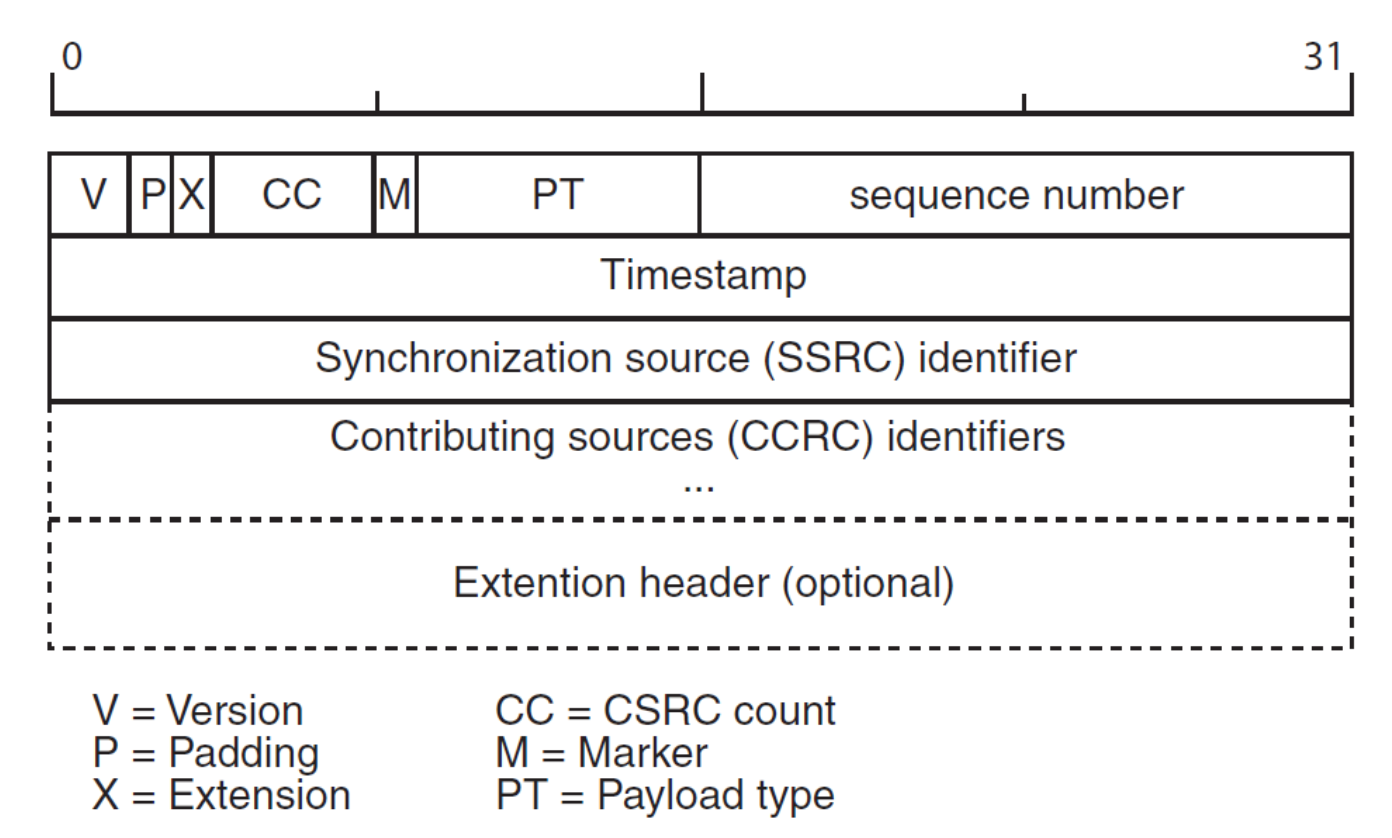 0 31
V P X CC M PT sequence number
Timestamp
Synchronization source (SSRC) identifier
Contributing sources (CCRC) identifiers
...
Extention header (optional)
V = Version CC = CSRC count
P = Padding M = Marker
X = Extension PT = Payload type